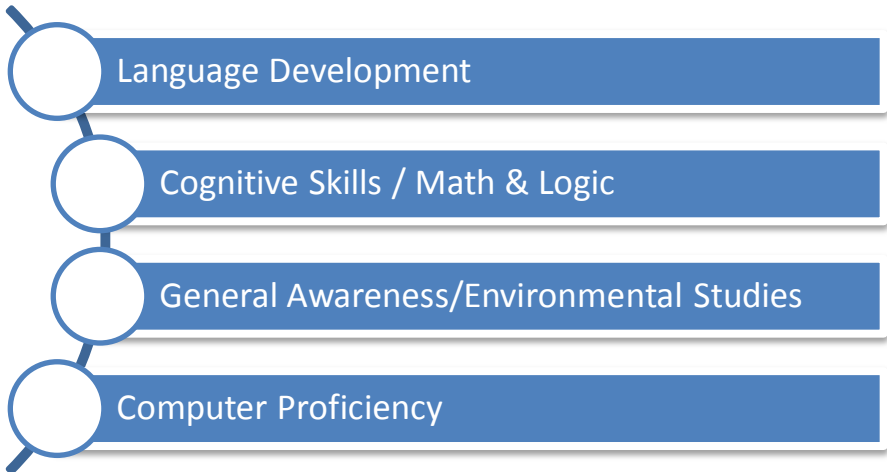 Language Development
Cognitive Skills / Math & Logic
General Awareness/Environmental Studies
Computer Proficiency